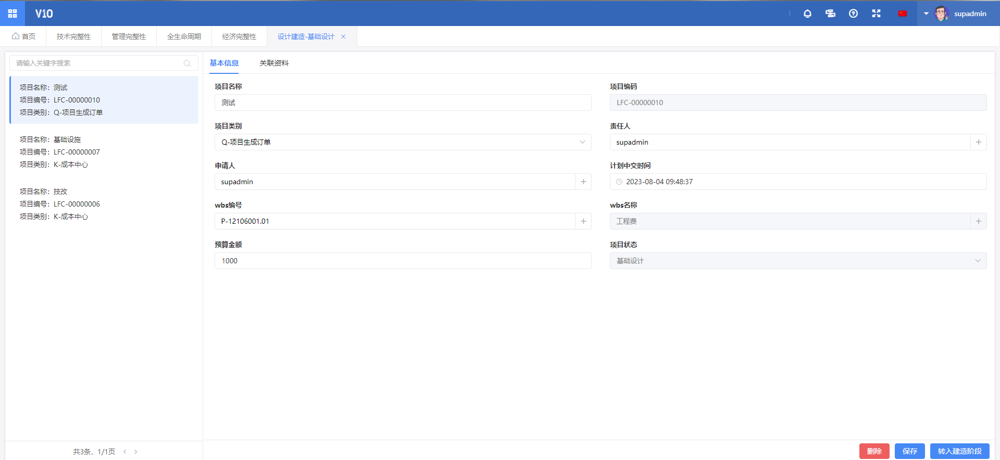 V10
supadmin
首页
技术完整性
管理完整性
全生命周期
经济完整性
设计建造-基础设计
请输入关键字搜索
项目名称：测试
项目编号：LFC-00000010
项目类别：Q-项目生成订单
项目名称：基础设施
项目编号：LFC-00000007
项目类别：K-成本中心
项目名称：技改
项目编号：LFC-00000006
项目类别：K-成本中心
共3条，1/1页
基本信息
关联资料
项目名称
测试
项目编码
LFC-00000010
项目类别
Q-项目生成订单
责任人
supadmin
申请人
supadmin
计划中交时间
2023-08-04 09:48:37
wbs编号
P-12106001.01
wbs名称
工程费
预算金额
1000
项目状态
基础设计
删除
保存
转入建造阶段